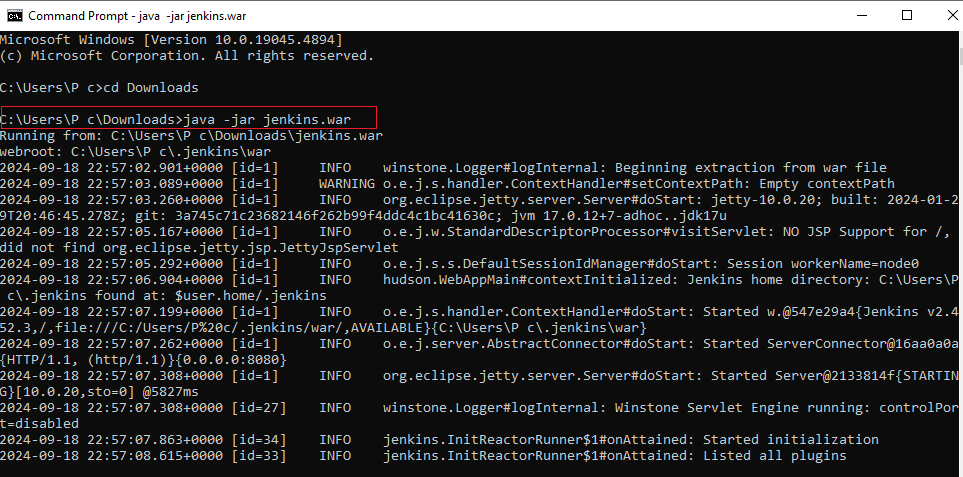 Command Prompt - java  -jar jenkins.war
Microsoft Windows [Version 10.0.19045.4894]
(c) Microsoft Corporation. All rights reserved.
C:\Users\P c>cd Downloads
C:\Users\P c\Downloads>java -jar jenkins.war
Running from: C:\Users\P c\Downloads\jenkins.war
webroot: C:\Users\P c\.jenkins\war
2024-09-18 22:57:02.901+0000 [id=1]     INFO    winstone.Logger#logInternal: Beginning extraction from war file
2024-09-18 22:57:03.089+0000 [id=1]     WARNING o.e.j.s.handler.ContextHandler#setContextPath: Empty contextPath
2024-09-18 22:57:03.260+0000 [id=1]     INFO    org.eclipse.jetty.server.Server#doStart: jetty-10.0.20; built: 2024-01-2
9T20:46:45.278Z; git: 3a745c71c23682146f262b99f4ddc4c1bc41630c; jvm 17.0.12+7-adhoc..jdk17u
2024-09-18 22:57:05.167+0000 [id=1]     INFO    o.e.j.w.StandardDescriptorProcessor#visitServlet: NO JSP Support for /,
did not find org.eclipse.jetty.jsp.JettyJspServlet
2024-09-18 22:57:05.292+0000 [id=1]     INFO    o.e.j.s.s.DefaultSessionIdManager#doStart: Session workerName=node0
2024-09-18 22:57:06.904+0000 [id=1]     INFO    hudson.WebAppMain#contextInitialized: Jenkins home directory: C:\Users\P
 c\.jenkins found at: $user.home/.jenkins
2024-09-18 22:57:07.199+0000 [id=1]     INFO    o.e.j.s.handler.ContextHandler#doStart: Started w.@547e29a4{Jenkins v2.4
52.3,/,file:///C:/Users/P%20c/.jenkins/war/,AVAILABLE}{C:\Users\P c\.jenkins\war}
2024-09-18 22:57:07.262+0000 [id=1]     INFO    o.e.j.server.AbstractConnector#doStart: Started ServerConnector@16aa0a0a
{HTTP/1.1, (http/1.1)}{0.0.0.0:8080}
2024-09-18 22:57:07.308+0000 [id=1]     INFO    org.eclipse.jetty.server.Server#doStart: Started Server@2133814f{STARTIN
G}[10.0.20,sto=0] @5827ms
2024-09-18 22:57:07.308+0000 [id=27]    INFO    winstone.Logger#logInternal: Winstone Servlet Engine running: controlPor
t=disabled
2024-09-18 22:57:07.863+0000 [id=34]    INFO    jenkins.InitReactorRunner$1#onAttained: Started initialization
2024-09-18 22:57:08.615+0000 [id=33]    INFO    jenkins.InitReactorRunner$1#onAttained: Listed all plugins